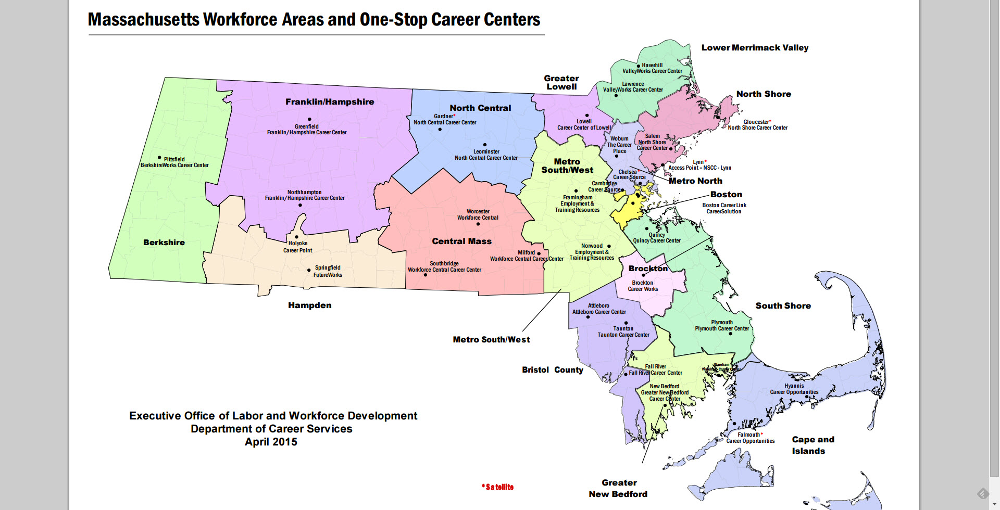 Massachusetts Workforce Areas and One-Stop Career Centers
Lower Merrimack Valley
Haverhill
ValleyWorks Career Center
Greater
Lowell
Lawrence
ValleyWorks Career Center
North Shore
Franklin/Hampshire
North Central
Gardner*
North Central Career Center
Lowell
Career Center of Lowell
Gloucester*
North Shore Career Center
Greenfield
Franklin/Hampshire Career Center
Woburn
The Career
Place
Salem
North Shore
Career Center
Leominster
North Central Career Center
Pittsfield
BerkshireWorks Career Center
Metro
South/West
Lynn*
Access Point – NSCC - Lynn
Chelsea*
Career Source
Metro North
Cambridge
Career Source
Northhampton
Franklin/Hampshire Career Center
Framingham
Employment &
Training Resources
Boston
Boston Career Link
CareerSolution
Worcester
Workforce Central
Quincy
Quincy Career Center
Berkshire
Holyoke
Career Point
Central Mass
Norwood
Employment &
Training Resources
Milford
Workforce Central Career Center
Springfield
FutureWorks
Southbridge
Workforce Central Career Center
Brockton
Brockton
Career Works
Hampden
Attleboro
Attleboro Career Center
South Shore
Taunton
Taunton Career Center
Plymouth
Plymouth Career Center
Metro South/West
Bristol County
Fall River
Fall River Career Center
Wareham
Wareham Career Center
New Bedford
Greater New Bedford
Career Center
Hyannis
Career Opportunities
Executive Office of Labor and Workforce Development
Department of Career Services
April 2015
Falmouth*
Career Opportunities
Cape and
Islands
*Satellite
Greater
New Bedford